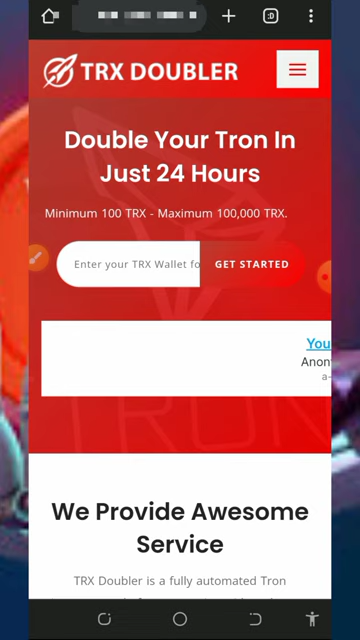 :D
TRX DOUBLER
Double Your Tron In
Just 24 Hours
Minimum 100 TRX - Maximum 100,000 TRX.
Enter your TRX Wallet fo
GET STARTED
You
Anon
a-
TRON
We Provide Awesome
Service
TRX Doubler is a fully automated Tron